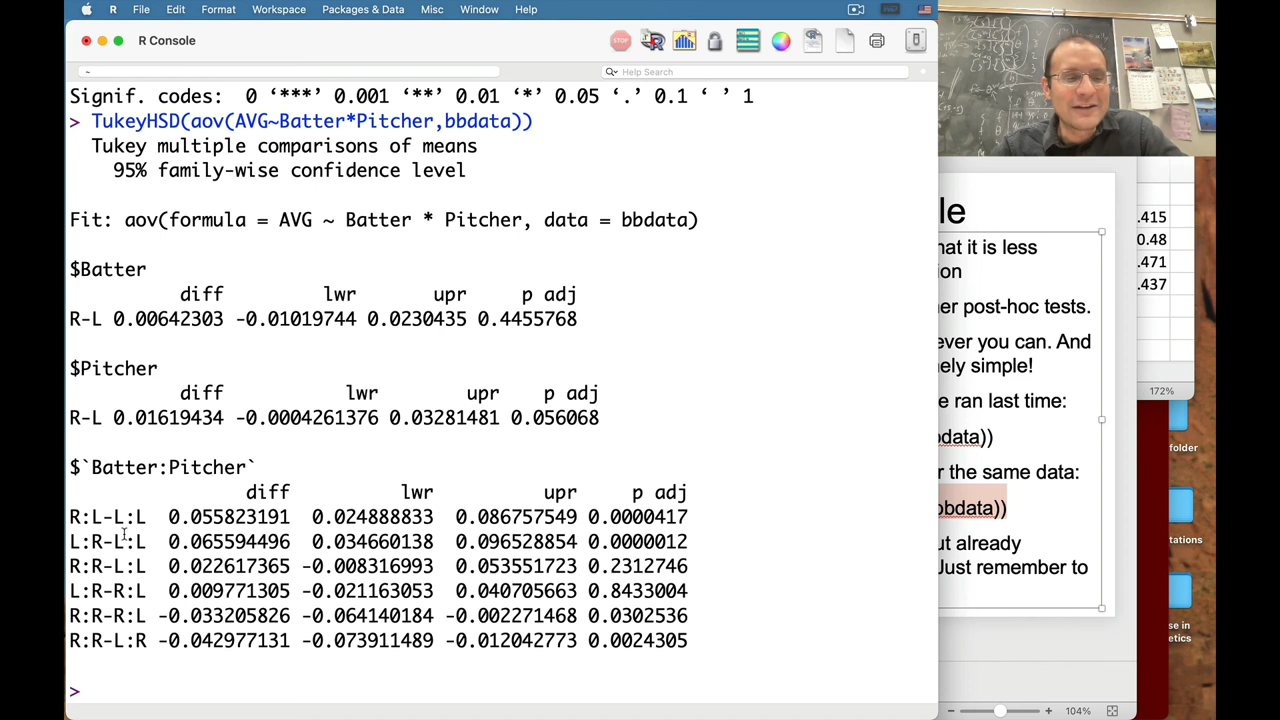 R File Edit Format Workspace Packages & Data Misc Window Help
R Console
STOP
~
Help Search
Signif. codes:  0 ‘***’ 0.001 ‘**’ 0.01 ‘*’ 0.05 ‘.’ 0.1 ‘ ’ 1
> TukeyHSD(aov(AVG~Batter*Pitcher,bbdata))
Tukey multiple comparisons of means
95% family-wise confidence level
Fit: aov(formula = AVG ~ Batter * Pitcher, data = bbdata)
$Batter
diff lwr upr p adj
R-L 0.00642303 -0.01019744 0.0230435 0.4455768
$Pitcher
diff lwr upr p adj
R-L 0.01619434 -0.0004261376 0.03281481 0.056068
$`Batter:Pitcher`
diff lwr upr p adj
R:L-L:L 0.055823191 0.024888833 0.086757549 0.0000417
L:R-L:L 0.065594496 0.034660138 0.096528854 0.0000012
R:R-L:L 0.022617365 -0.008316993 0.053551723 0.2312746
L:R-R:L 0.009771305 -0.021163053 0.040705663 0.8433004
R:R-R:L -0.033205826 -0.064140184 -0.002271468 0.0302536
R:R-L:R -0.042977131 -0.073911489 -0.012042773 0.0024305
>
le
hat it is less
ion
er post-hoc tests.
ever you can. And
nely simple!
e ran last time:
bdata))
r the same data:
bbdata))
ut already
Just remember to
.415
0.48
.471
.437
172%
folder
tations
se in
etics
104%